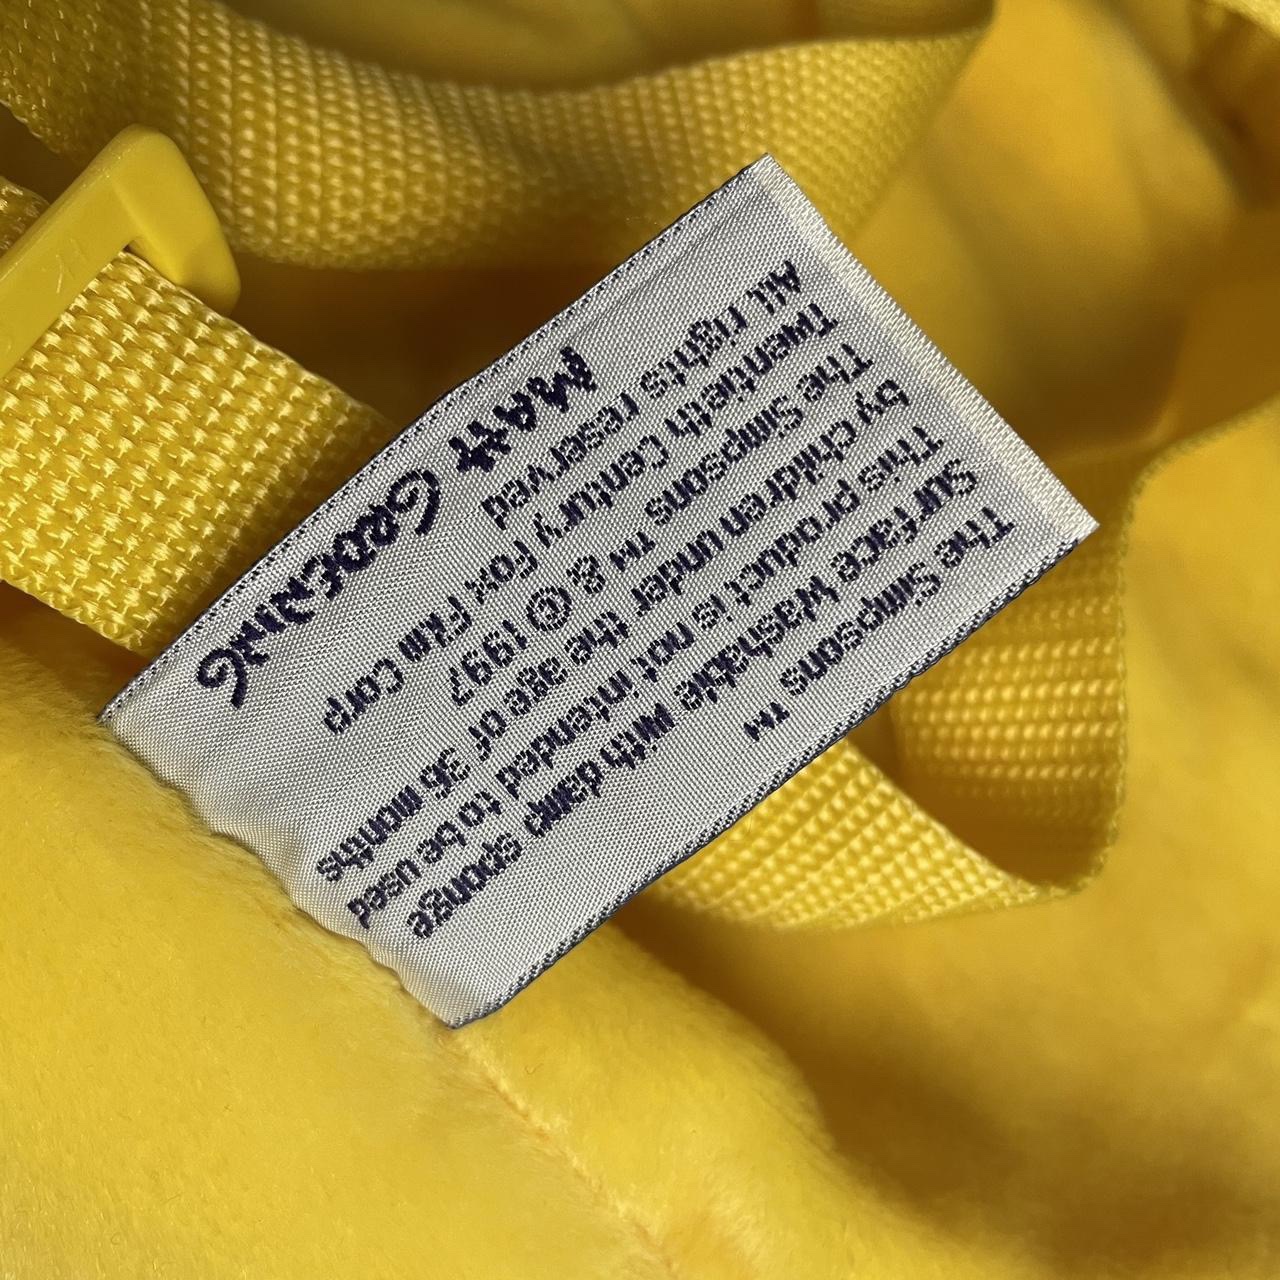 The Simpsons ™
Surface Washable with damp sponge
This product is not intended to be used
by children under the age of 36 months
The Simpsons ™ & © 1997
Twentieth Century Fox Film Corp
All rights reserved
MATT GROENING